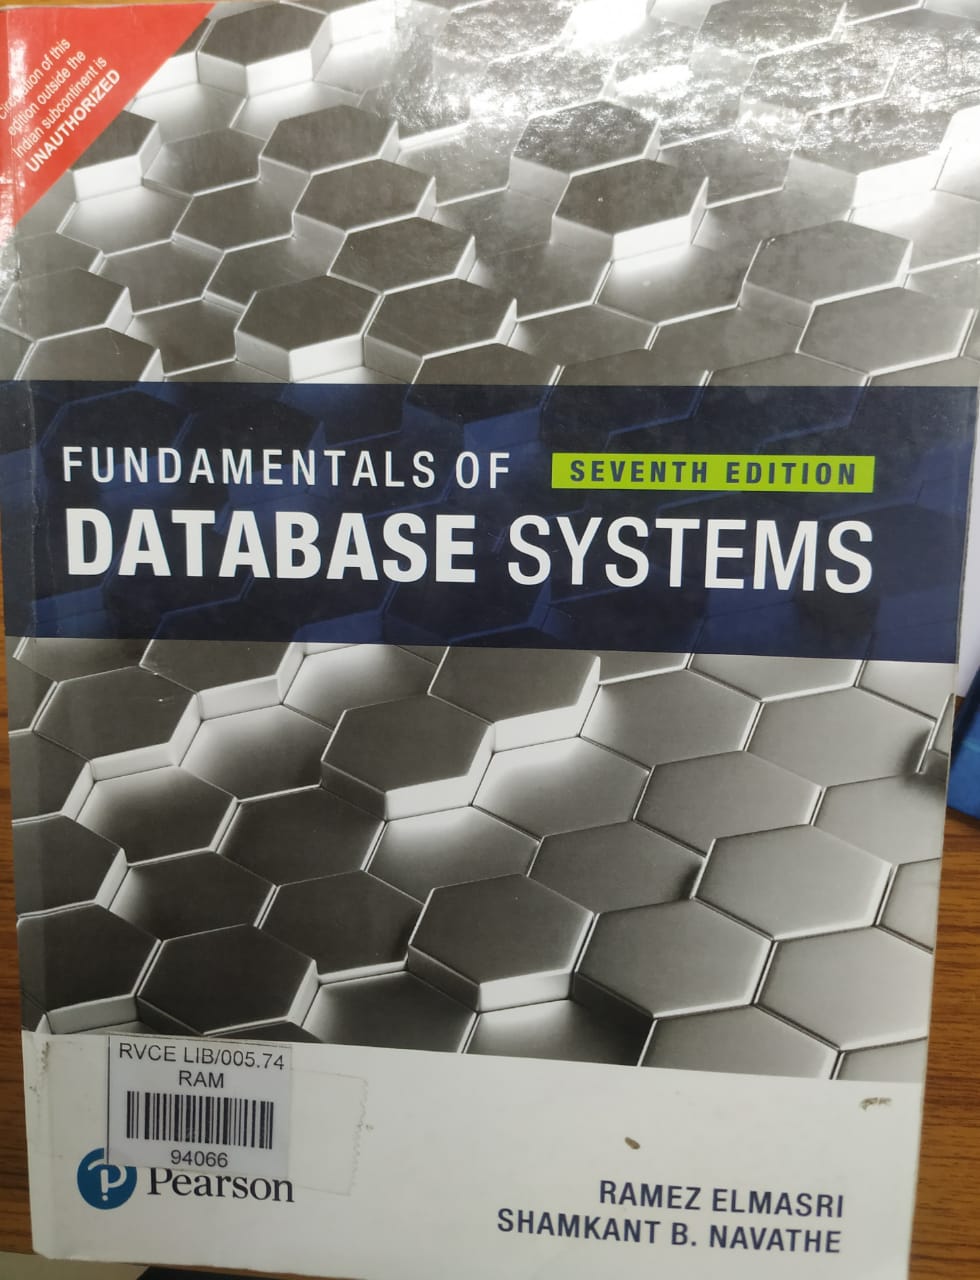 Circulation of this
edition outside the
Indian subcontinent is
UNAUTHORIZED
FUNDAMENTALS OF SEVENTH EDITION
DATABASE SYSTEMS
RVCE LIB/005.74
RAM
94066
Pearson
RAMEZ ELMASRI
SHAMKANT B. NAVATHE